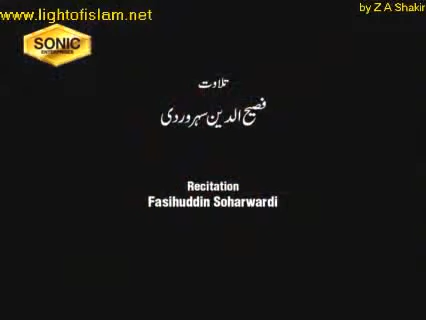 www.lightofislam.net
by Z A Shakir
SONIC
ENTERPRISES
تلاوت
فصیح الدین سہروردی
Recitation
Fasihuddin Soharwardi